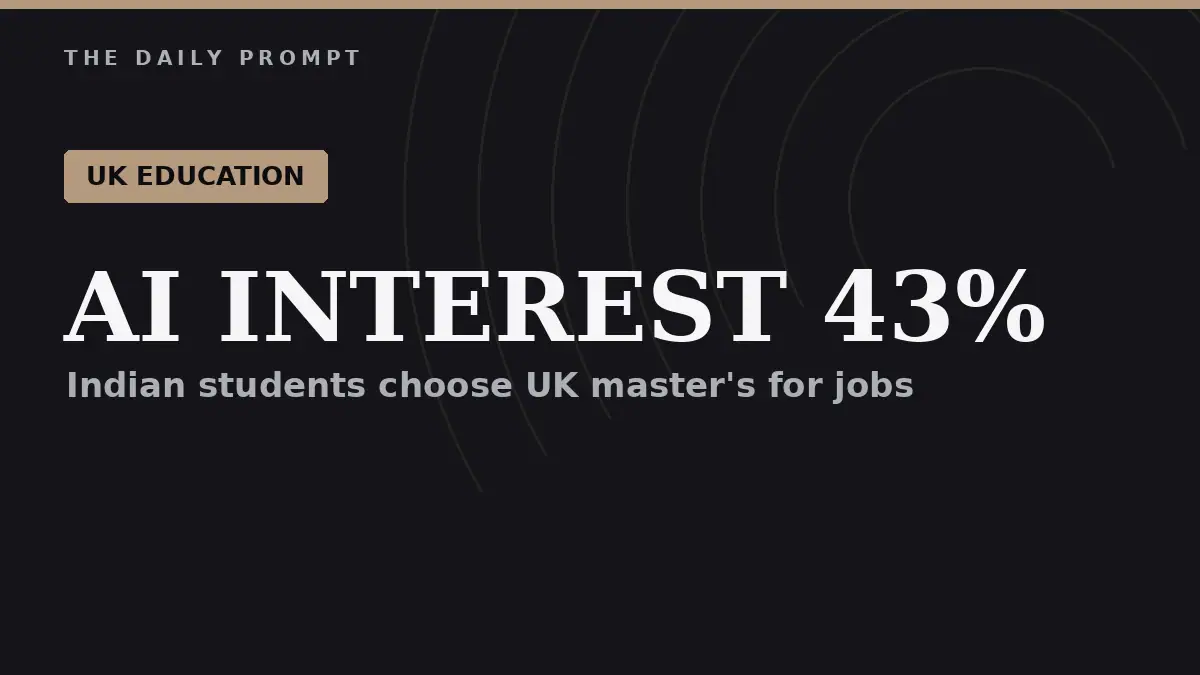 THE DAILY PROMPT
UK EDUCATION
AI INTEREST 43%
Indian students choose UK master's for jobs